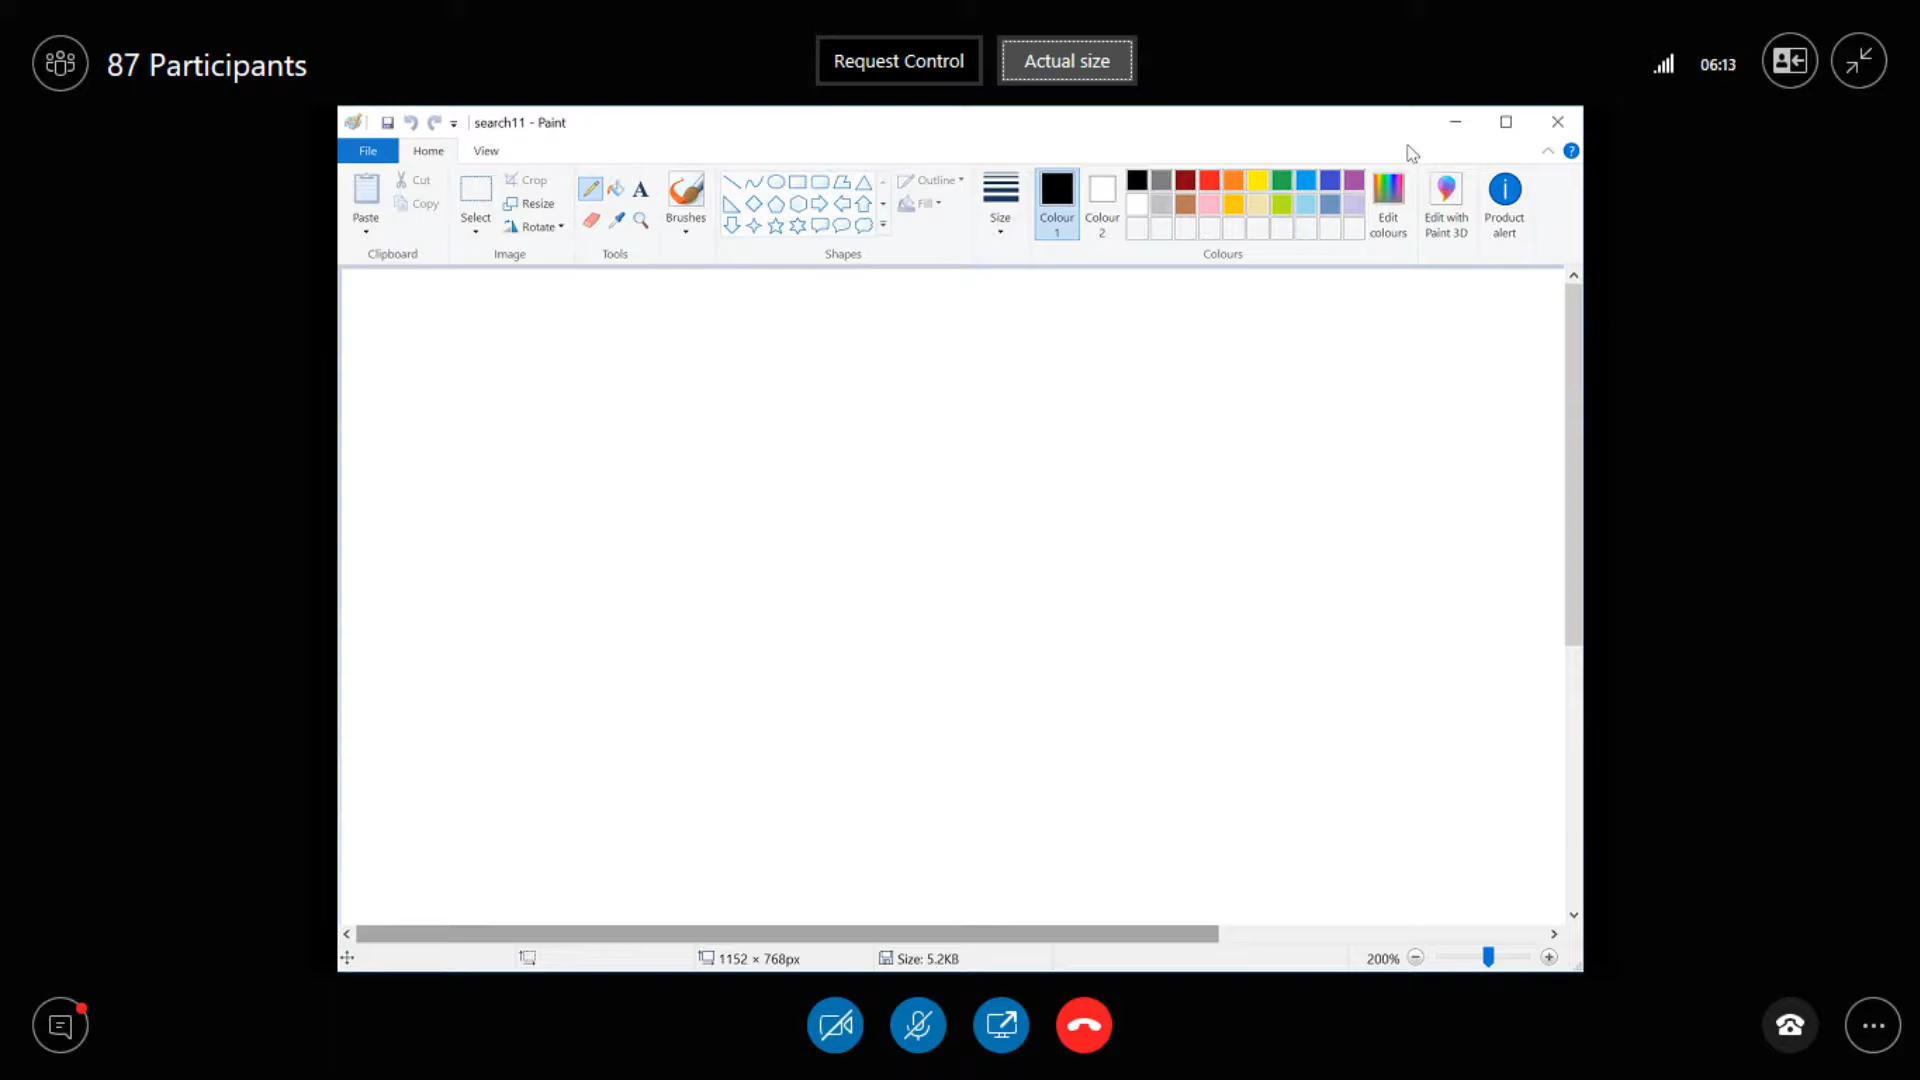 87 Participants
Request Control
Actual size
06:13
search11 - Paint
File
Home
View
Paste
Cut
Copy
Clipboard
Select
Crop
Resize
Rotate
Image
A
Tools
Brushes
Shapes
Outline
Fill
Size
Colour 1
Colour 2
Colours
Edit colours
Edit with Paint 3D
i
Product alert
?
1152 × 768px
Size: 5.2KB
200%